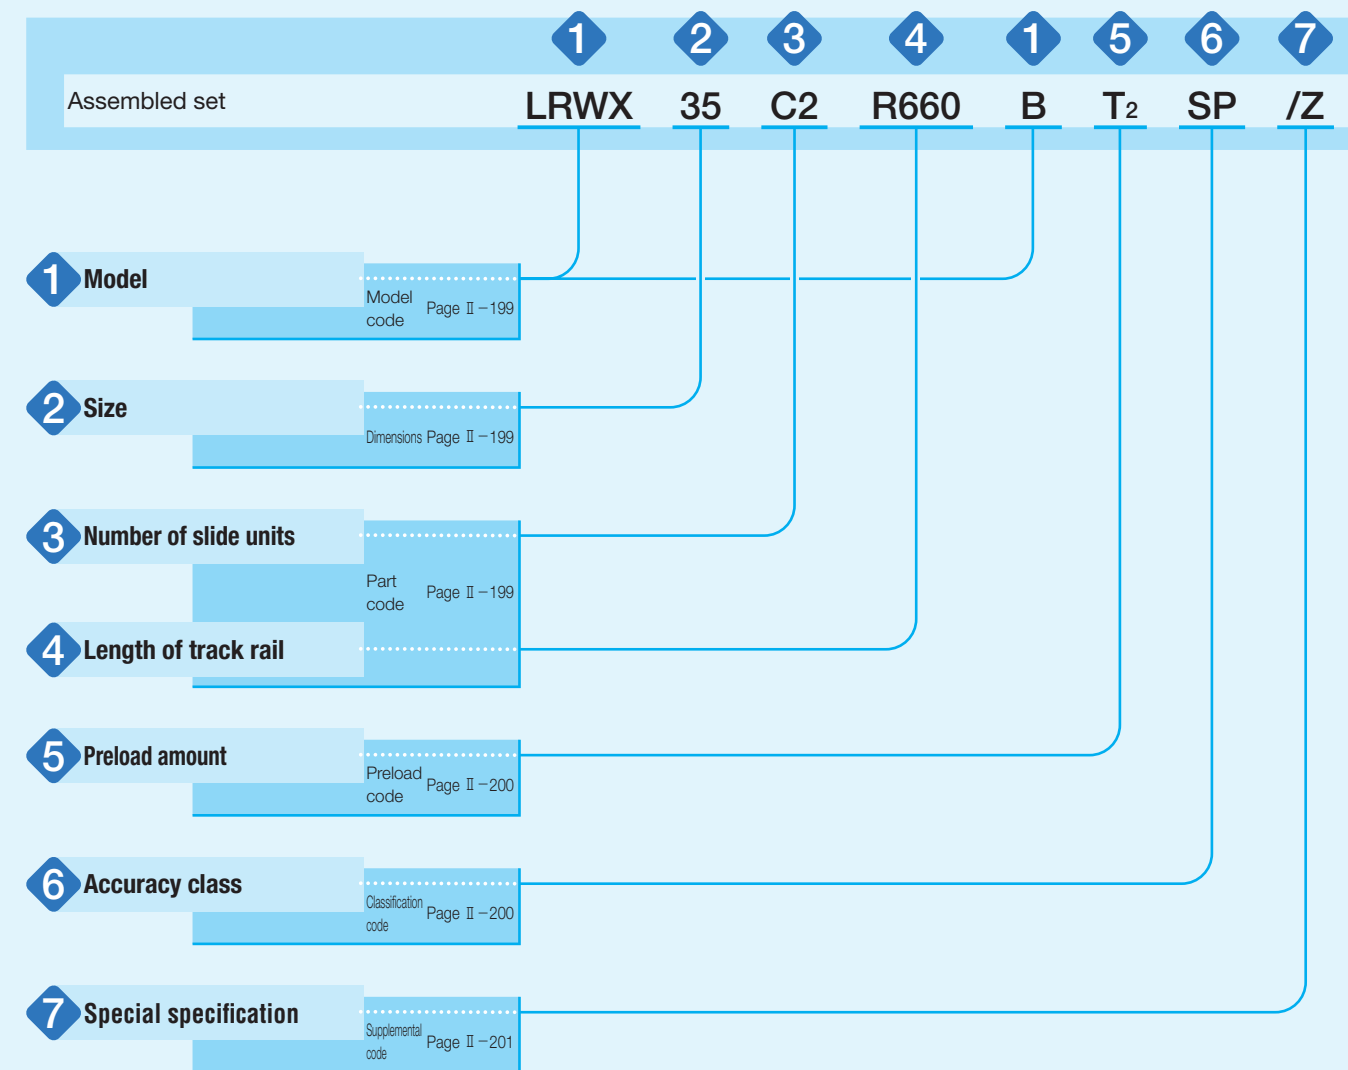 1 2 3 4 1 5 6 7
Assembled set LRWX 35 C2 R660 B T2 SP /Z
1 Model
Model code Page Ⅱ－199
2 Size
Dimensions Page Ⅱ－199
3 Number of slide units
Part code Page Ⅱ－199
4 Length of track rail
5 Preload amount
Preload code Page Ⅱ－200
6 Accuracy class
Classification code Page Ⅱ－200
7 Special specification
Supplemental code Page Ⅱ－201